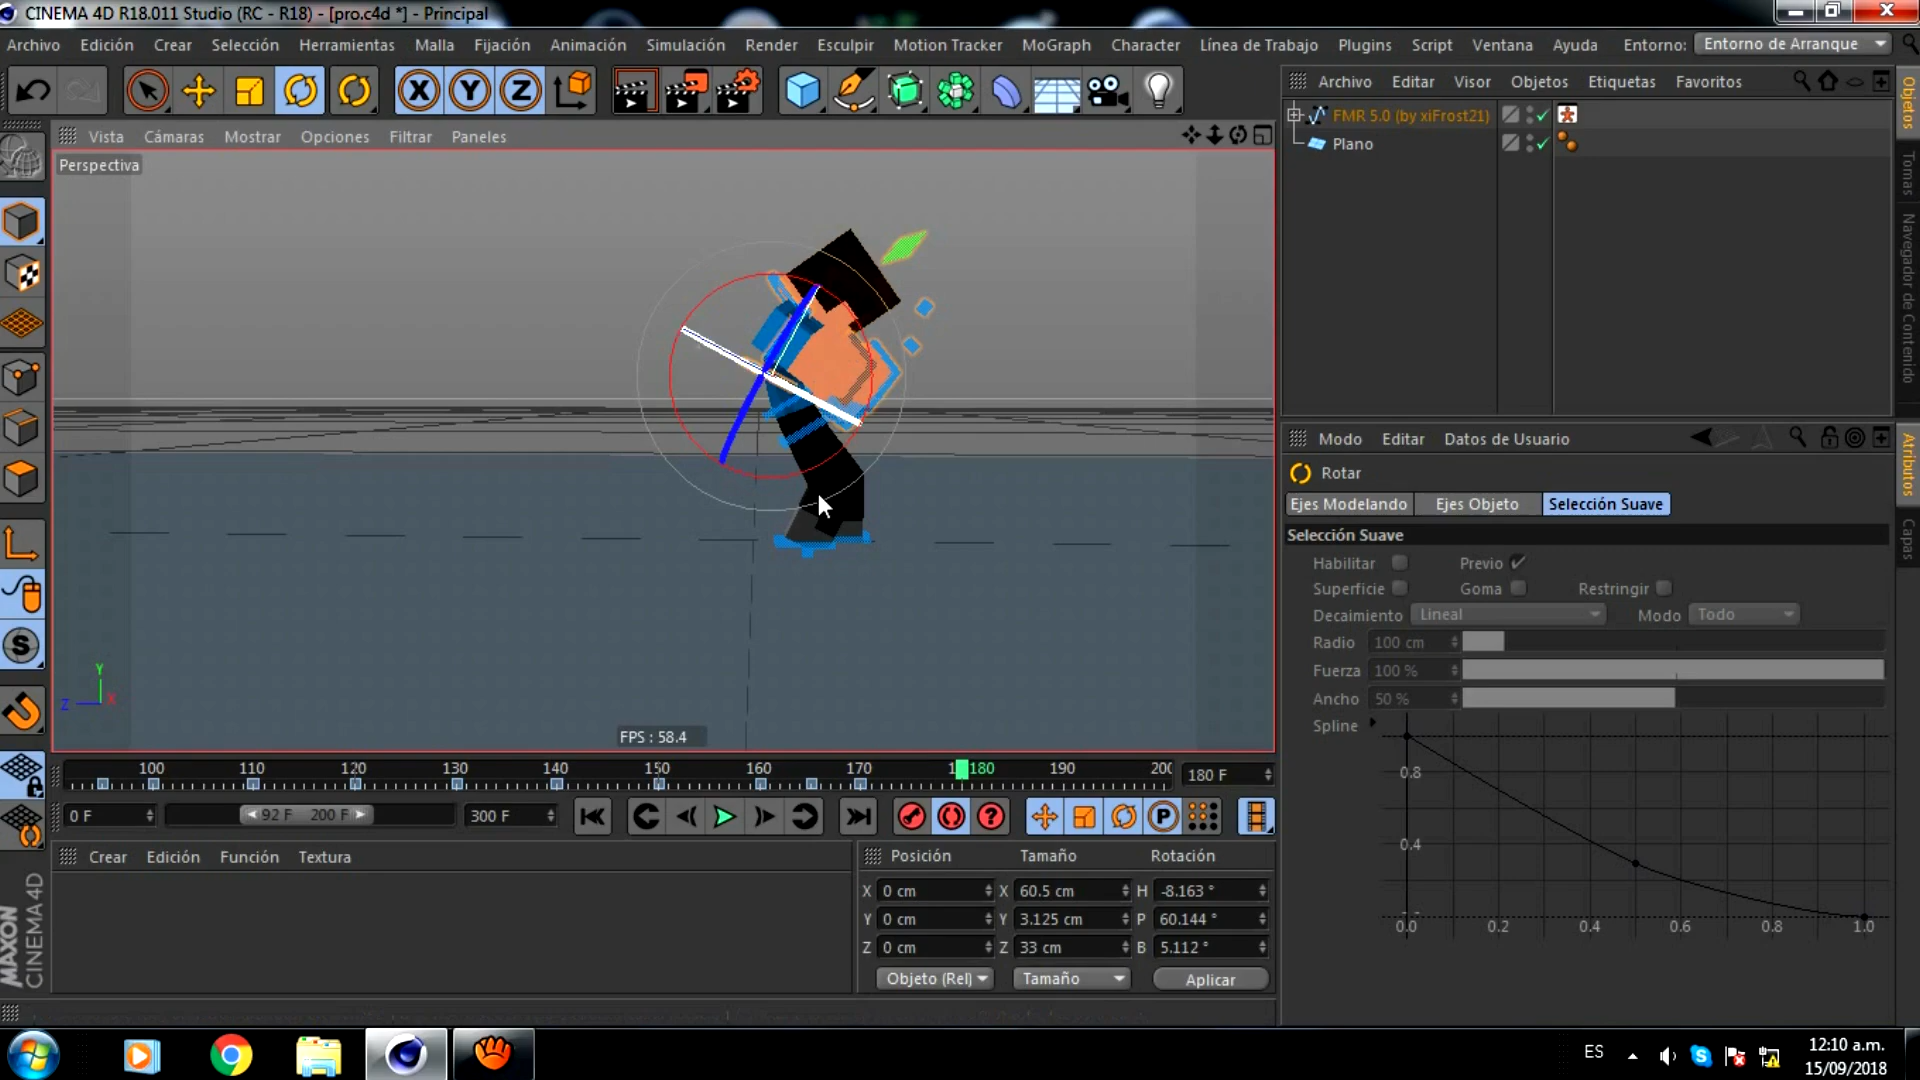 CINEMA 4D R18.011 Studio (RC - R18) - [pro.c4d *] - Principal
Archivo Edición Crear Selección Herramientas Malla Fijación Animación Simulación Render Esculpir Motion Tracker MoGraph Character Línea de Trabajo Plugins Script Ventana Ayuda Entorno: Entorno de Arranque
X Y Z
Archivo Editar Visor Objetos Etiquetas Favoritos
FMR 5.0 (by xiFrost21)
Plano
Objetos
Tomas
Navegador de Contenido
Vista Cámaras Mostrar Opciones Filtrar Paneles
Perspectiva
Y
Z X
FPS : 58.4
S
Modo Editar Datos de Usuario
Atributos
Capas
Rotar
Ejes Modelando Ejes Objeto Selección Suave
Selección Suave
Habilitar Previo
Superficie Goma Restringir
Decaimiento Lineal Modo Todo
Radio 100 cm
Fuerza 100 %
Ancho 50 %
Spline
0.8
0.4
0.0 0.2 0.4 0.6 0.8 1.0
100 110 120 130 140 150 160 170 180 190 200 180 F
0 F 92 F 200 F 300 F P
Crear Edición Función Textura
Posición Tamaño Rotación
X 0 cm X 60.5 cm H -8.163 °
Y 0 cm Y 3.125 cm P 60.144 °
Z 0 cm Z 33 cm B 5.112 °
Objeto (Rel) Tamaño Aplicar
MAXON
CINEMA 4D
ES
12:10 a.m.
15/09/2018